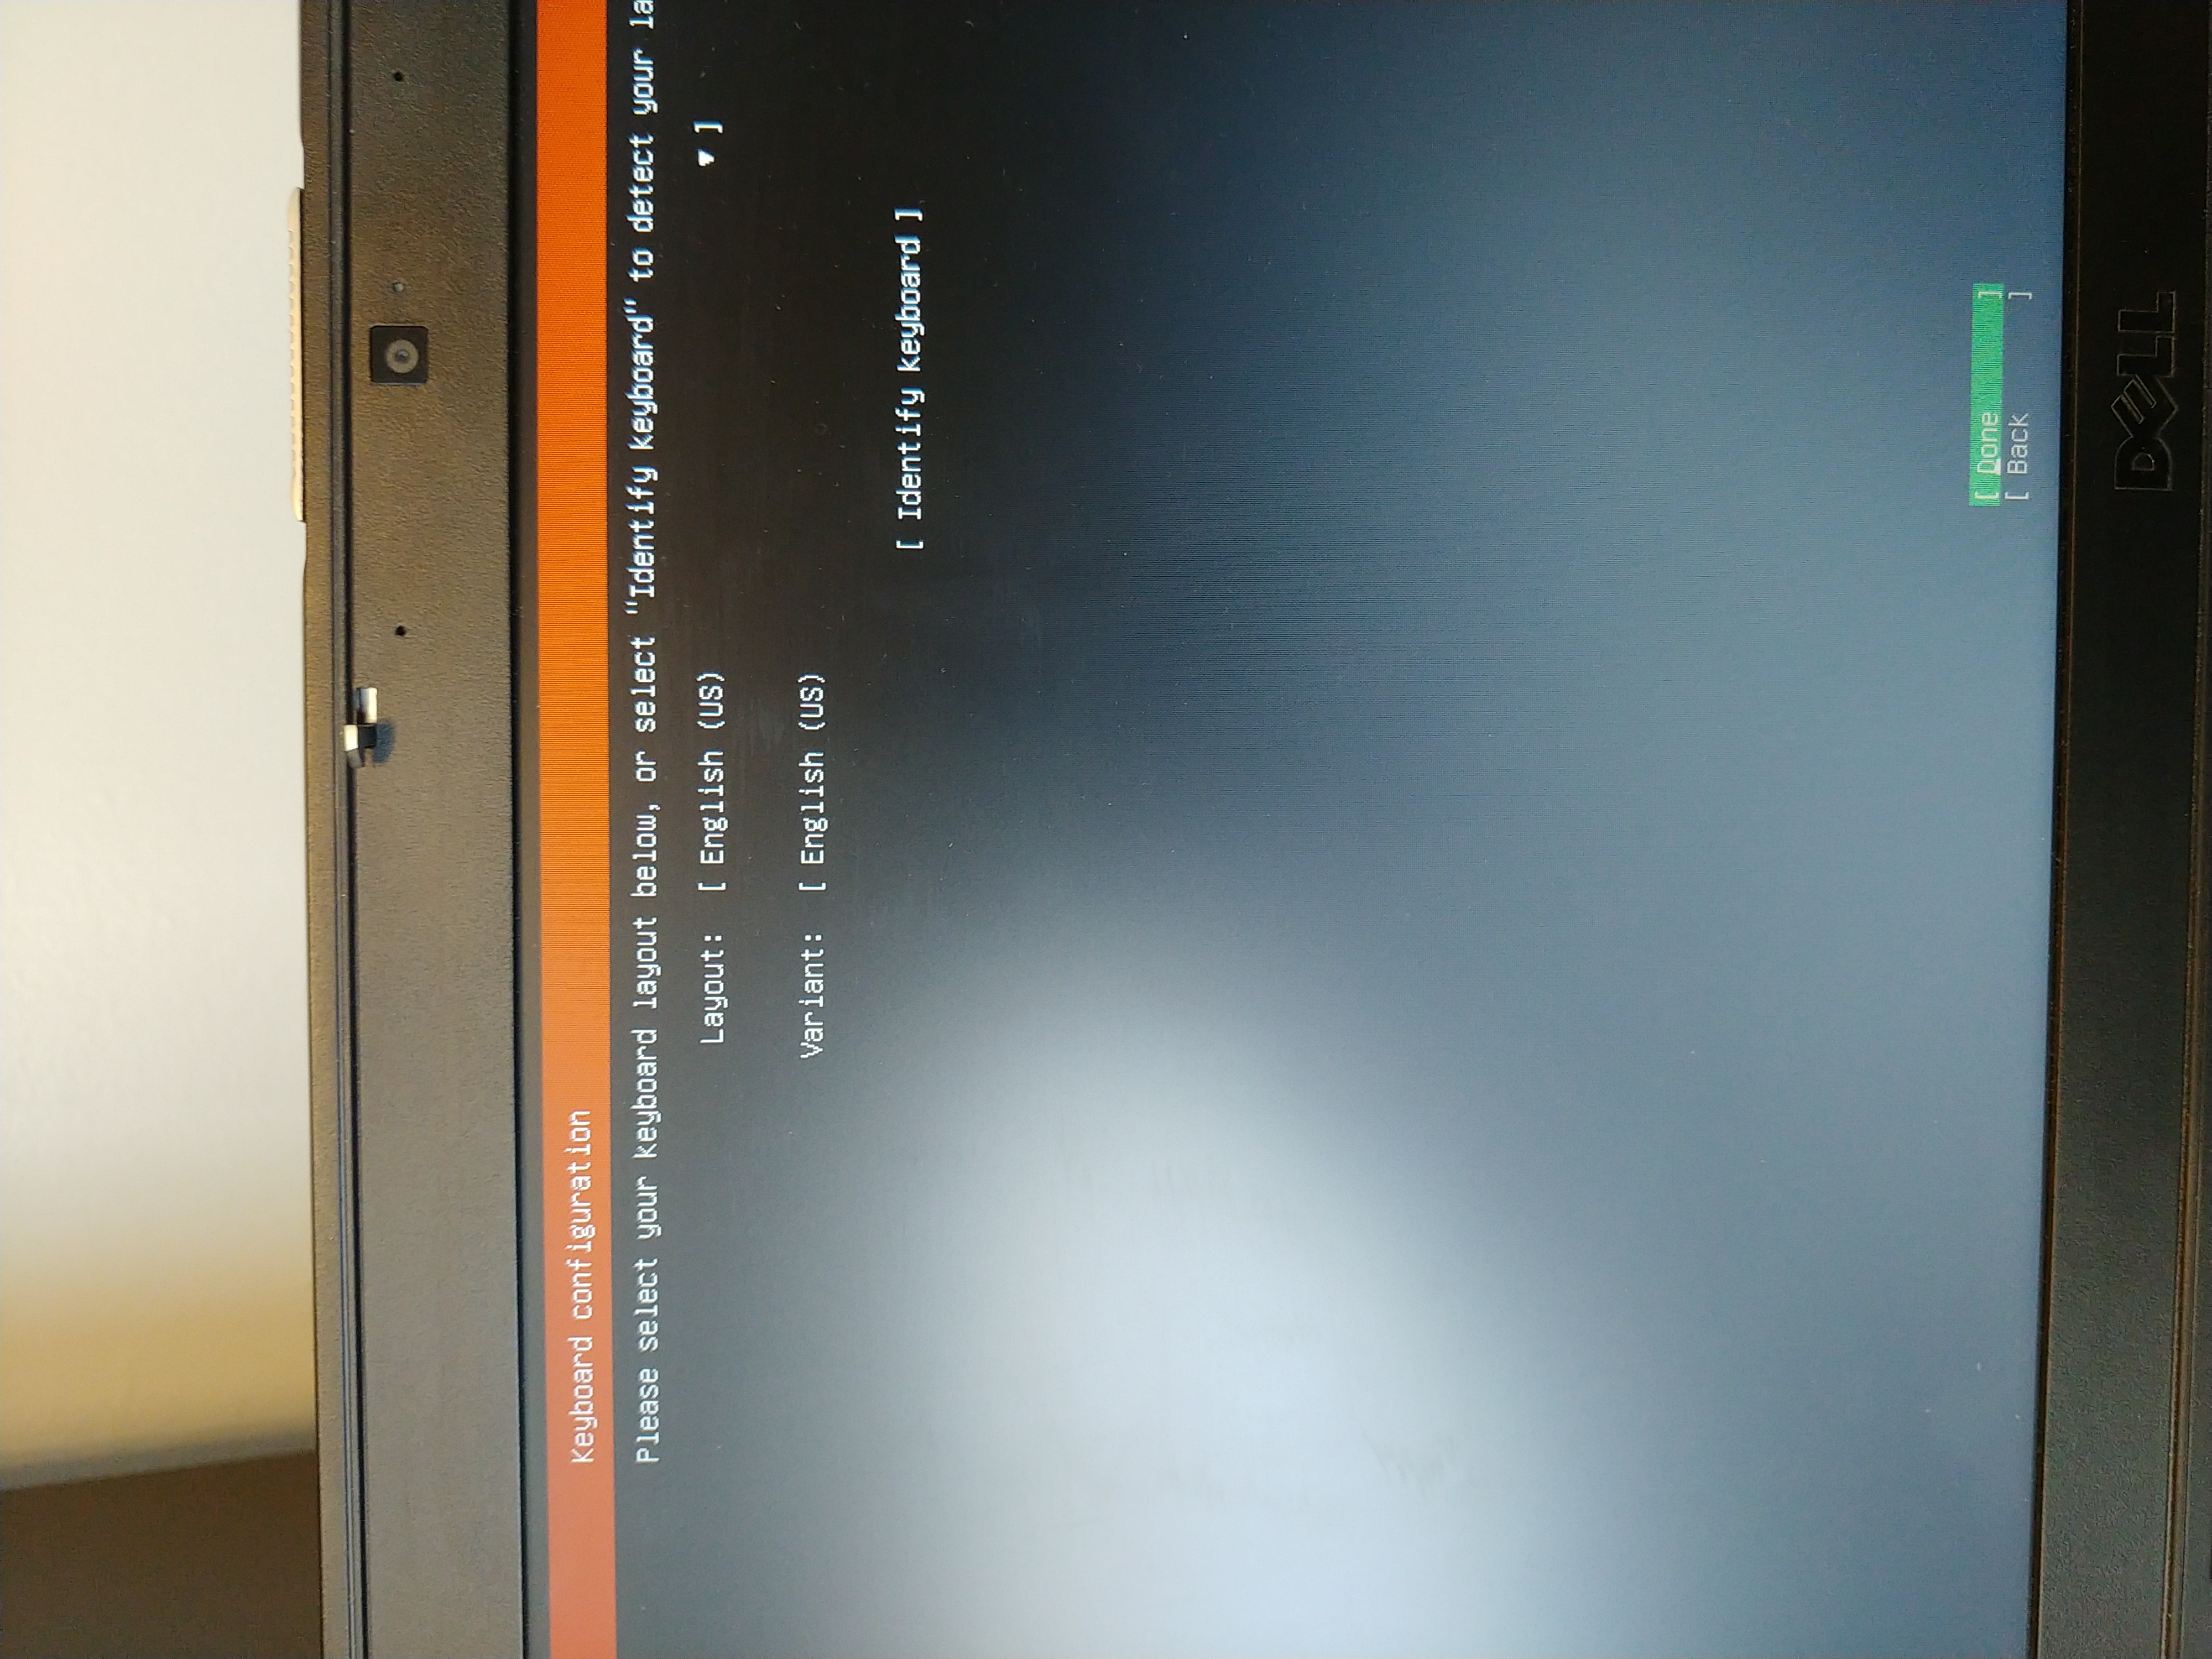 Keyboard configuration
Please select your keyboard layout below, or select "Identify keyboard" to detect your la
Layout: [ English (US) ▼ ]
Variant: [ English (US)
[ Identify keyboard ]
[ Done ]
[ Back ]
DELL